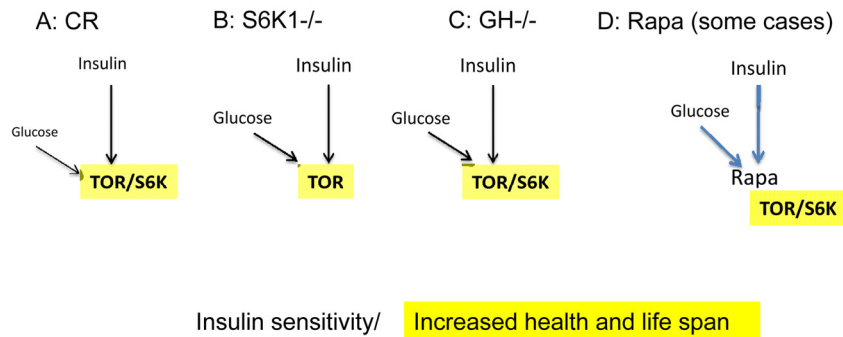 A: CR
B: S6K1-/-
C: GH-/-
D: Rapa (some cases)
Insulin
Glucose
TOR/S6K
Insulin
Glucose
TOR
Insulin
Glucose
TOR/S6K
Insulin
Glucose
Rapa
TOR/S6K
Insulin sensitivity/ Increased health and life span